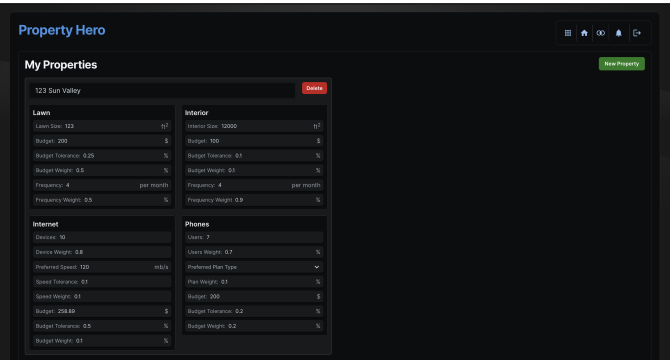 Property Hero
My Properties
New Property
123 Sun Valley
Delete
Lawn
Lawn Size: 123 ft²
Budget: 200 $
Budget Tolerance: 0.25 %
Budget Weight: 0.5 %
Frequency: 4 per month
Frequency Weight: 0.5 %
Interior
Interior Size: 12000 ft²
Budget: 100 $
Budget Tolerance: 0.1 %
Budget Weight: 0.1 %
Frequency: 4 per month
Frequency Weight: 0.9 %
Internet
Devices: 10
Device Weight: 0.8
Preferred Speed: 120 mb/s
Speed Tolerance: 0.1
Speed Weight: 0.1
Budget: 258.89 $
Budget Tolerance: 0.5 %
Budget Weight: 0.1 %
Phones
Users: 7
Users Weight: 0.7 %
Preferred Plan Type
Plan Weight: 0.1 %
Budget: 200 $
Budget Tolerance: 0.2 %
Budget Weight: 0.2 %